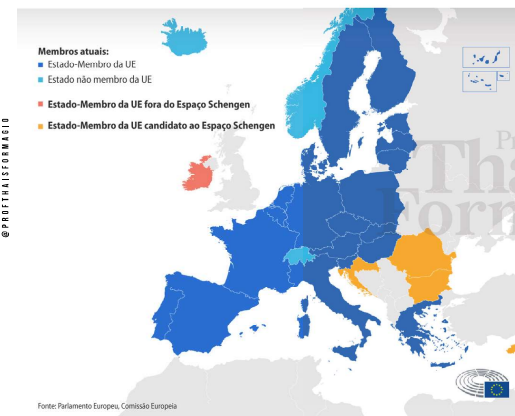 Membros atuais:
Estado-Membro da UE
Estado não membro da UE
Estado-Membro da UE fora do Espaço Schengen
Estado-Membro da UE candidato ao Espaço Schengen
@PROFTHAISFORMAGIO
Fonte: Parlamento Europeu, Comissão Europeia